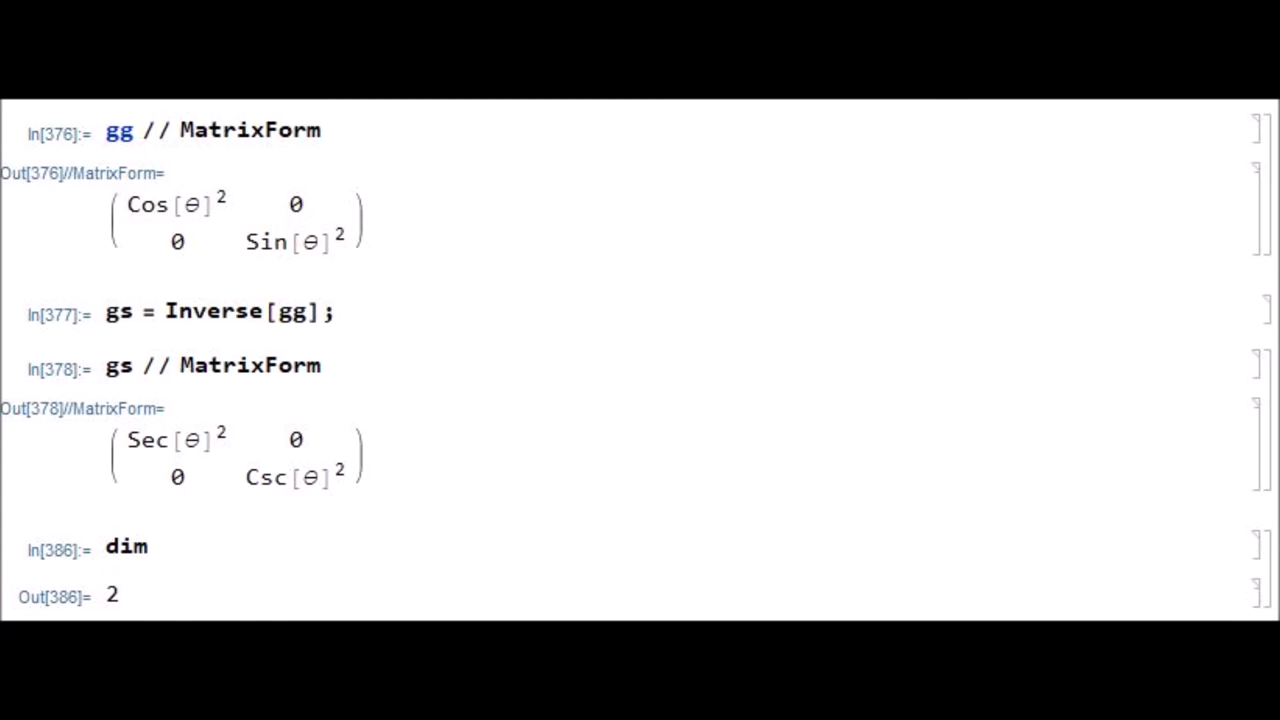 In[376]:= gg // MatrixForm
Out[376]//MatrixForm=
Cos[θ]² 0
0 Sin[θ]²
In[377]:= gs = Inverse[gg];
In[378]:= gs // MatrixForm
Out[378]//MatrixForm=
Sec[θ]² 0
0 Csc[θ]²
In[386]:= dim
Out[386]= 2